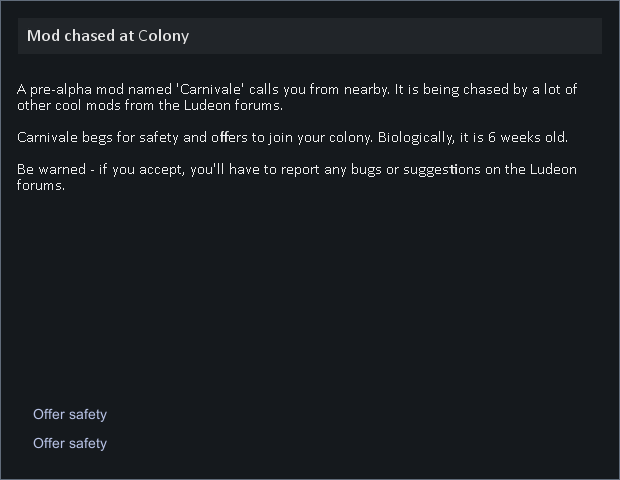 Mod chased at Colony
A pre-alpha mod named 'Carnivale' calls you from nearby. It is being chased by a lot of
other cool mods from the Ludeon forums.
Carnivale begs for safety and offers to join your colony. Biologically, it is 6 weeks old.
Be warned - if you accept, you'll have to report any bugs or suggestions on the Ludeon
forums.
Offer safety
Offer safety